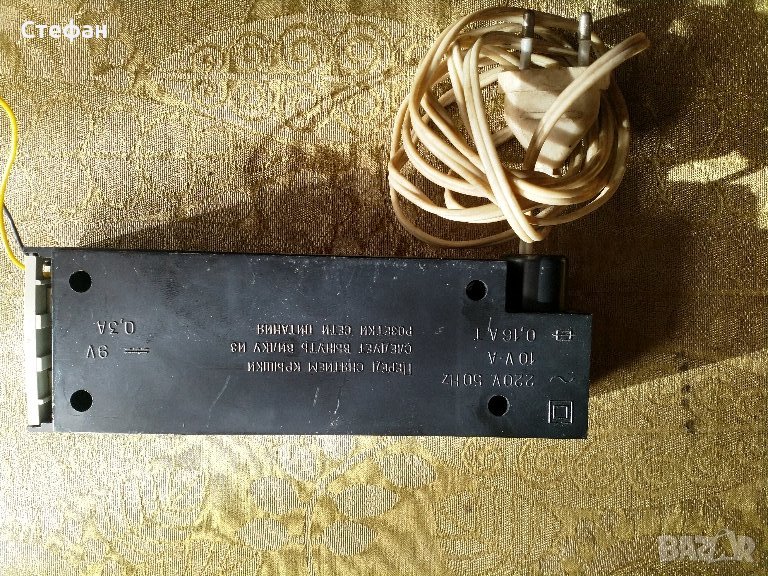 Стефан
220V, 50Hz
10 V·A
0,16 A T
ПЕРЕД СНЯТИЕМ КРЫШКИ
СЛЕДУЕТ ВЫНУТЬ ВИЛКУ ИЗ
РОЗЕТКИ СЕТИ ПИТАНИЯ
9V
0,3A
BAZAR